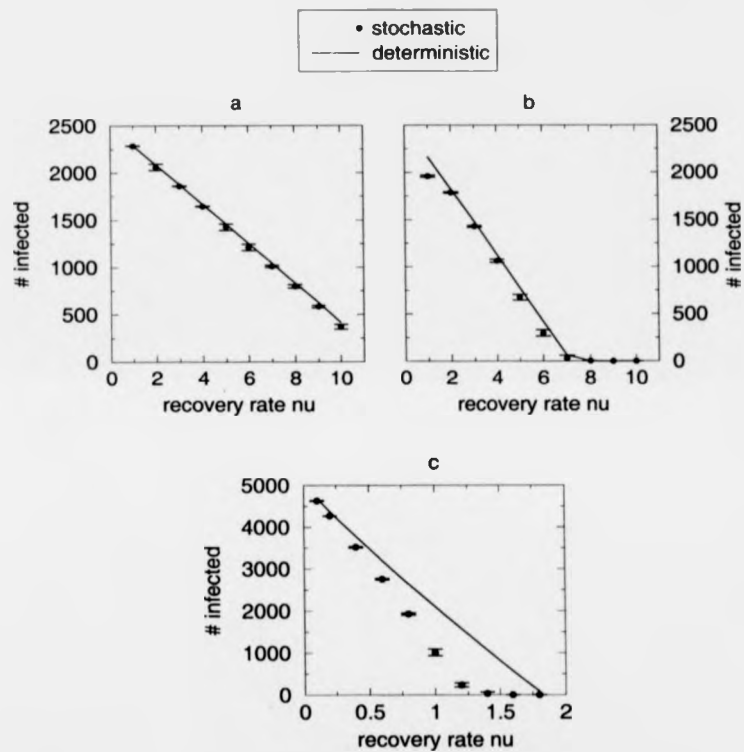 stochastic
deterministic
a
b
2500
2000
1500
1000
500
0
# infected
0 2 4 6 8 10
recovery rate nu
2500
2000
1500
1000
500
0
# infected
0 2 4 6 8 10
recovery rate nu
c
5000
4000
3000
2000
1000
0
# infected
0 0.5 1 1.5 2
recovery rate nu